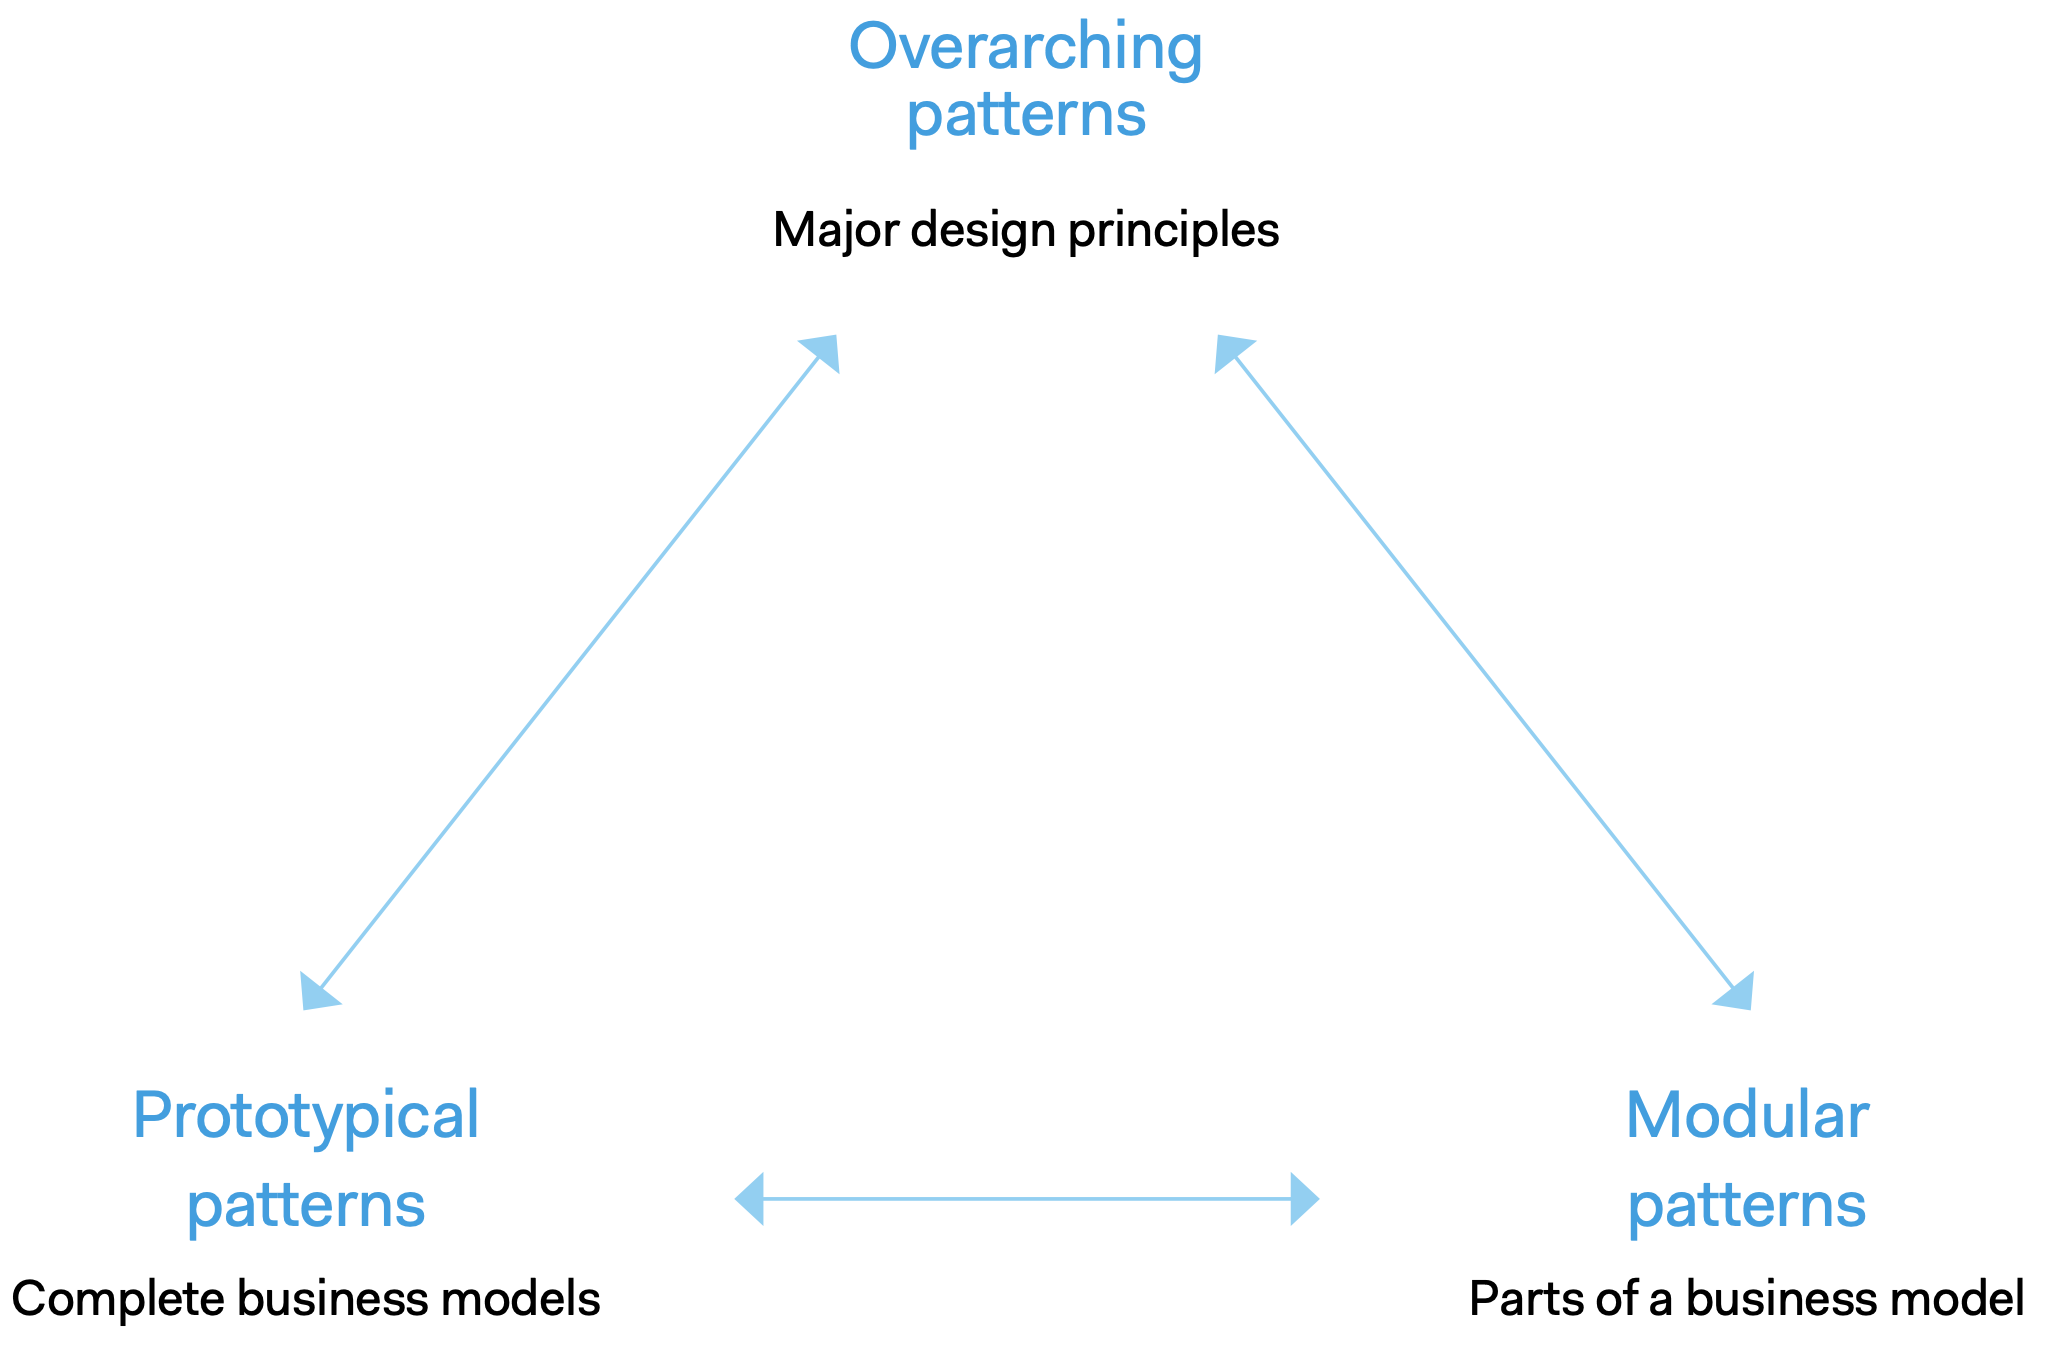 Overarching
patterns
Major design principles
Prototypical
patterns
Complete business models
Modular
patterns
Parts of a business model